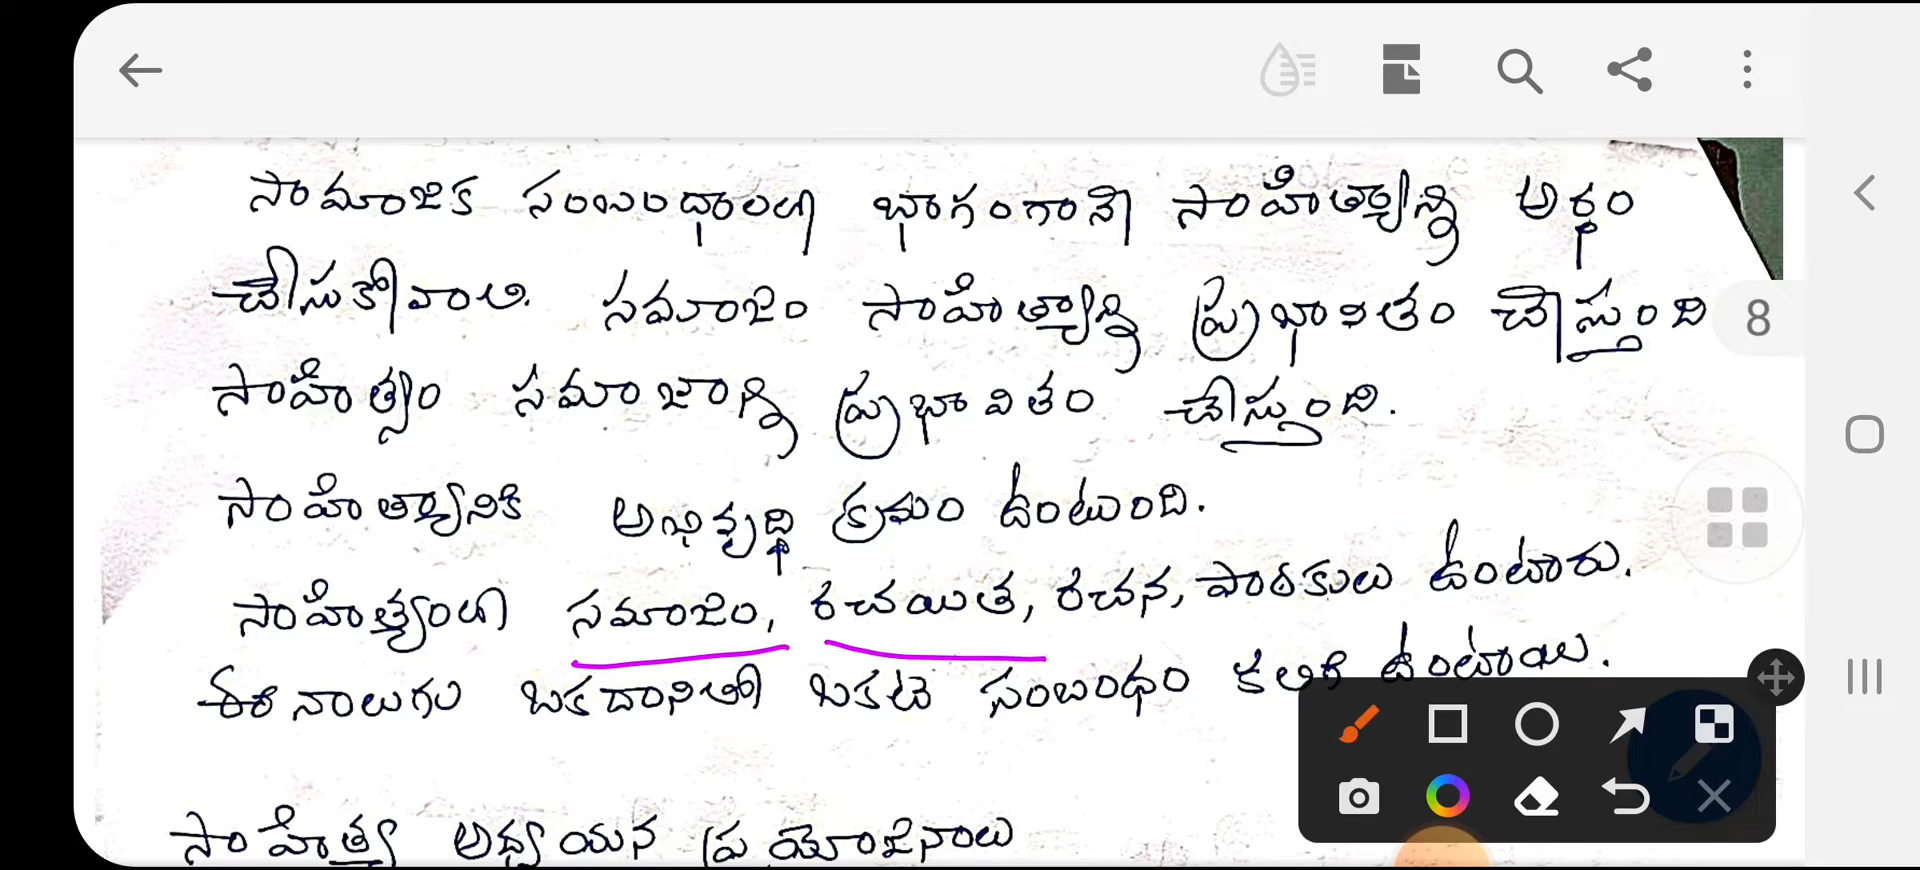 సామాజిక సంబంధాలలో భాగంగానే సాహిత్యాన్ని అర్థం
చేసుకోవాలి. సమాజం సాహిత్యాన్ని ప్రభావితం చేస్తుంది
8
సాహిత్యం సమాజాన్ని ప్రభావితం చేస్తుంది.
సాహిత్యానికి అభివృద్ధి క్రమం ఉంటుంది.
సాహిత్యంలో సమాజం, రచయిత, రచన, పాఠకులు ఉంటారు.
ఈ నాలుగు ఒకదానితో ఒకటి సంబంధం కలిగి ఉంటాయి.
సాహిత్య అధ్యయన ప్రయోజనాలు